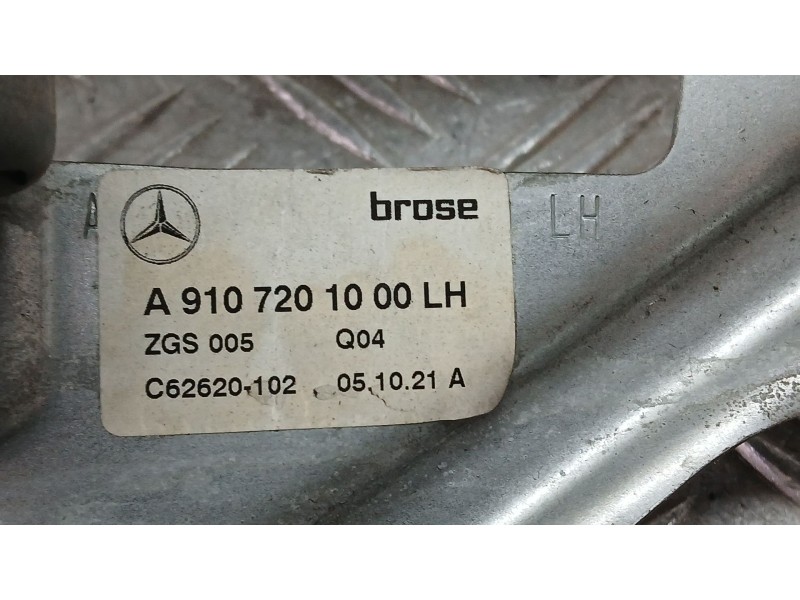 brose
LH
A 910 720 10 00 LH
ZGS 005 Q04
C62620-102 05.10.21 A